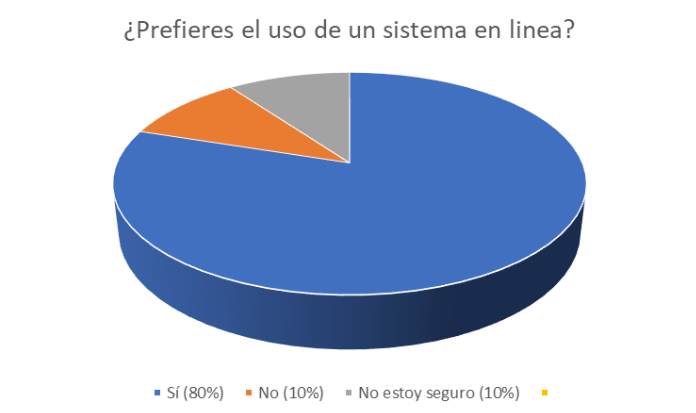 ¿Prefieres el uso de un sistema en linea?
Sí (80%) No (10%) No estoy seguro (10%)